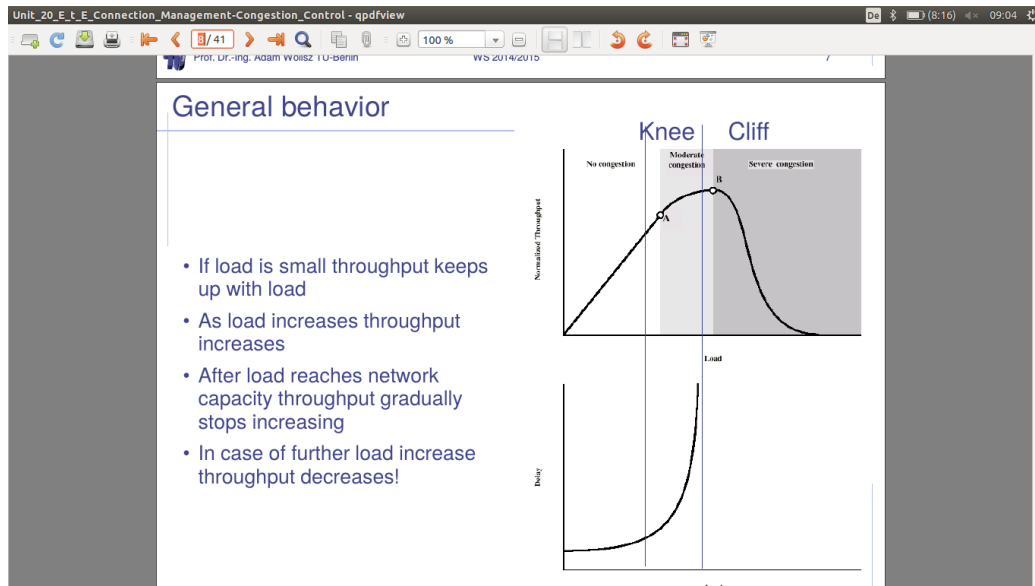 Unit_20_E_t_E_Connection_Management-Congestion_Control - qpdfview
De (8:16) 09:04
8 / 41
100 %
Prof. Dr.-Ing. Adam Wolisz TU-Berlin WS 2014/2015 7
General behavior
Knee Cliff
No congestion
Moderate
congestion
Severe congestion
B
A
Normalized Throughput
Load
• If load is small throughput keeps
up with load
• As load increases throughput
increases
• After load reaches network
capacity throughput gradually
stops increasing
• In case of further load increase
throughput decreases!
Delay